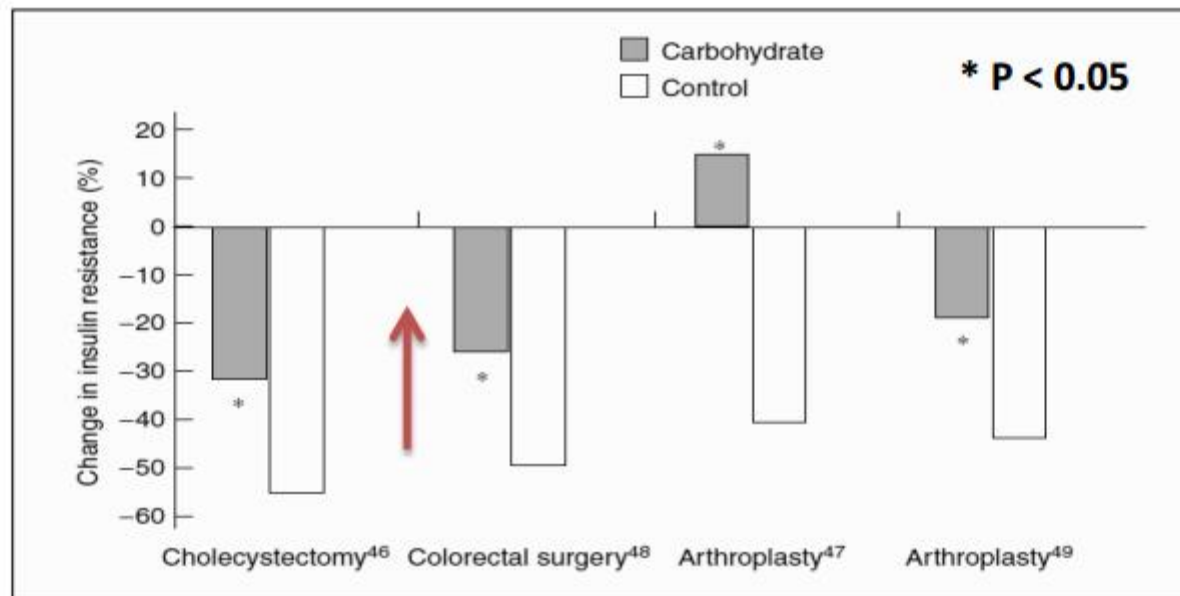 Carbohydrate
Control
* P < 0.05
Change in insulin resistance (%)
20
10
0
−10
−20
−30
−40
−50
−60
*
*
*
*
Cholecystectomy⁴⁶ Colorectal surgery⁴⁸ Arthroplasty⁴⁷ Arthroplasty⁴⁹